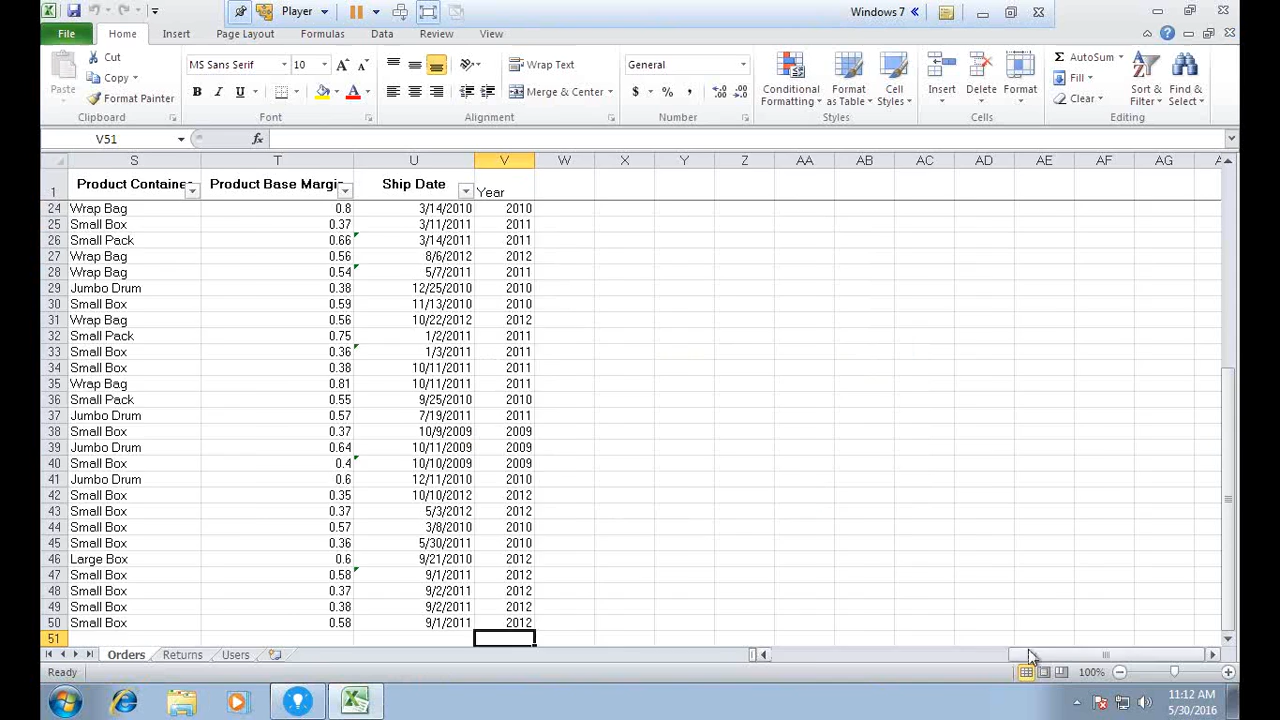 Player
Windows 7
File Home Insert Page Layout Formulas Data Review View
Paste
Cut
Copy
Format Painter
MS Sans Serif 10
B I U
A
Wrap Text
Merge & Center
General
$ % ,
Conditional Formatting
Format as Table
Cell Styles
Insert Delete Format
Σ AutoSum
Fill
Clear
Sort & Filter
Find & Select
Clipboard Font Alignment Number Styles Cells Editing
V51 fx
S T U V W X Y Z AA AB AC AD AE AF AG
1 Product Containe Product Base Margi Ship Date Year
24 Wrap Bag 0.8 3/14/2010 2010
25 Small Box 0.37 3/11/2011 2011
26 Small Pack 0.66 3/14/2011 2011
27 Wrap Bag 0.56 8/6/2012 2012
28 Wrap Bag 0.54 5/7/2011 2011
29 Jumbo Drum 0.38 12/25/2010 2010
30 Small Box 0.59 11/13/2010 2010
31 Wrap Bag 0.56 10/22/2012 2012
32 Small Pack 0.75 1/2/2011 2011
33 Small Box 0.36 1/3/2011 2011
34 Small Box 0.38 10/11/2011 2011
35 Wrap Bag 0.81 10/11/2011 2011
36 Small Pack 0.55 9/25/2010 2010
37 Jumbo Drum 0.57 7/19/2011 2011
38 Small Box 0.37 10/9/2009 2009
39 Jumbo Drum 0.64 10/11/2009 2009
40 Small Box 0.4 10/10/2009 2009
41 Jumbo Drum 0.6 12/11/2010 2010
42 Small Box 0.35 10/10/2012 2012
43 Small Box 0.37 5/3/2012 2012
44 Small Box 0.57 3/8/2010 2010
45 Small Box 0.36 5/30/2011 2010
46 Large Box 0.6 9/21/2010 2012
47 Small Box 0.58 9/1/2011 2012
48 Small Box 0.37 9/2/2011 2012
49 Small Box 0.38 9/2/2011 2012
50 Small Box 0.58 9/1/2011 2012
51
Orders Returns Users
Ready 100%
11:12 AM
5/30/2016